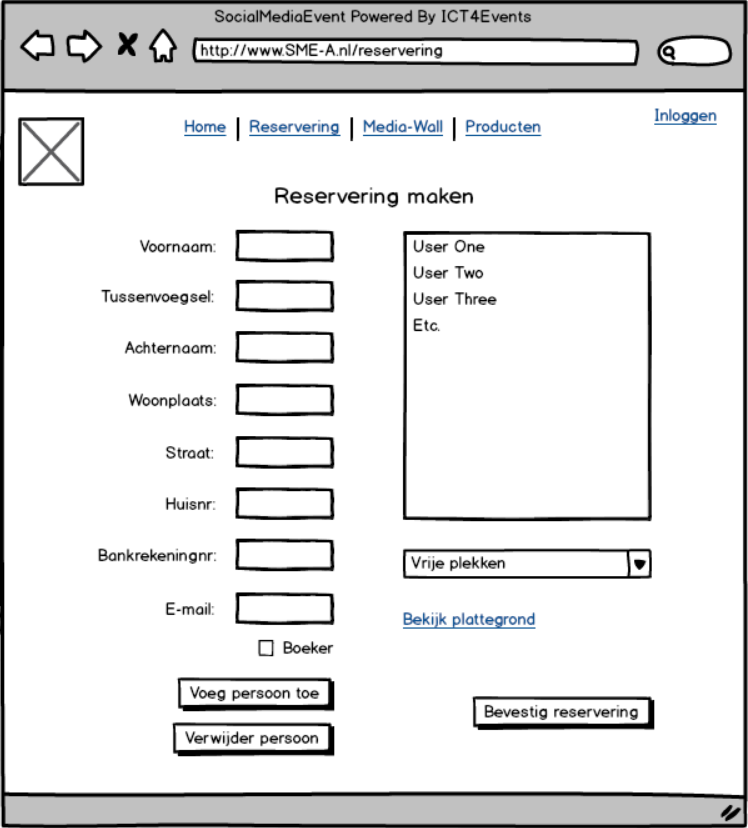 SocialMediaEvent Powered By ICT4Events
http://www.SME-A.nl/reservering
Inloggen
Home | Reservering | Media-Wall | Producten
Reservering maken
Voornaam:
Tussenvoegsel:
Achternaam:
Woonplaats:
Straat:
Huisnr:
Bankrekeningnr:
E-mail:
Boeker
Voeg persoon toe
Verwijder persoon
User One
User Two
User Three
Etc.
Vrije plekken
Bekijk plattegrond
Bevestig reservering